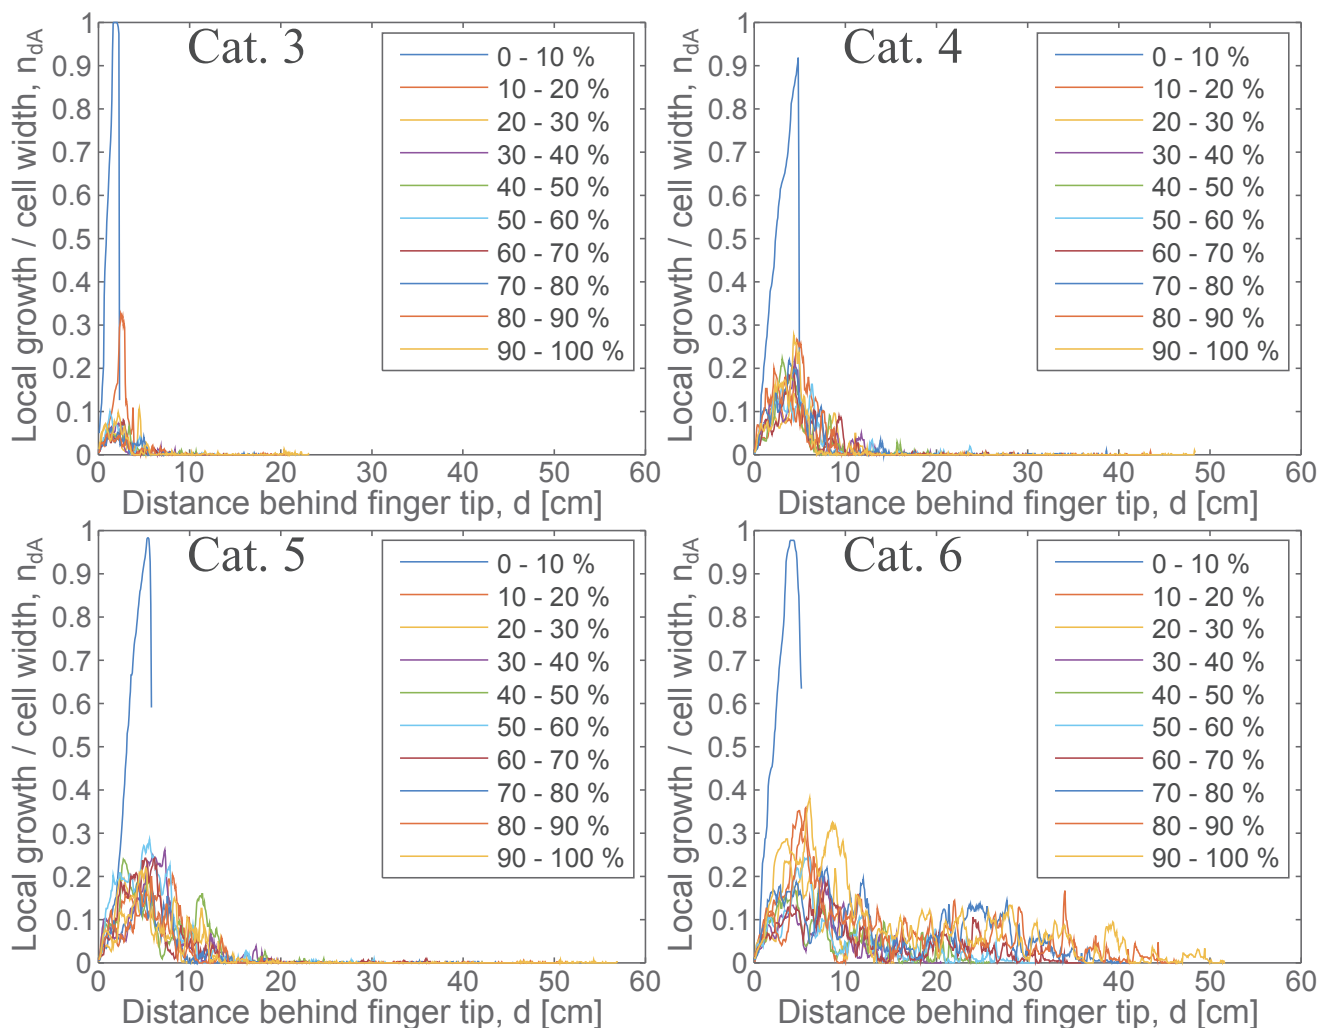 Cat. 3
Local growth / cell width, n_dA
1
0.9
0.8
0.7
0.6
0.5
0.4
0.3
0.2
0.1
0
0 10 20 30 40 50 60
Distance behind finger tip, d [cm]
0 - 10 %
10 - 20 %
20 - 30 %
30 - 40 %
40 - 50 %
50 - 60 %
60 - 70 %
70 - 80 %
80 - 90 %
90 - 100 %
Cat. 4
Local growth / cell width, n_dA
1
0.9
0.8
0.7
0.6
0.5
0.4
0.3
0.2
0.1
0
0 10 20 30 40 50 60
Distance behind finger tip, d [cm]
0 - 10 %
10 - 20 %
20 - 30 %
30 - 40 %
40 - 50 %
50 - 60 %
60 - 70 %
70 - 80 %
80 - 90 %
90 - 100 %
Cat. 5
Local growth / cell width, n_dA
1
0.9
0.8
0.7
0.6
0.5
0.4
0.3
0.2
0.1
0
0 10 20 30 40 50 60
Distance behind finger tip, d [cm]
0 - 10 %
10 - 20 %
20 - 30 %
30 - 40 %
40 - 50 %
50 - 60 %
60 - 70 %
70 - 80 %
80 - 90 %
90 - 100 %
Cat. 6
Local growth / cell width, n_dA
1
0.9
0.8
0.7
0.6
0.5
0.4
0.3
0.2
0.1
0
0 10 20 30 40 50 60
Distance behind finger tip, d [cm]
0 - 10 %
10 - 20 %
20 - 30 %
30 - 40 %
40 - 50 %
50 - 60 %
60 - 70 %
70 - 80 %
80 - 90 %
90 - 100 %